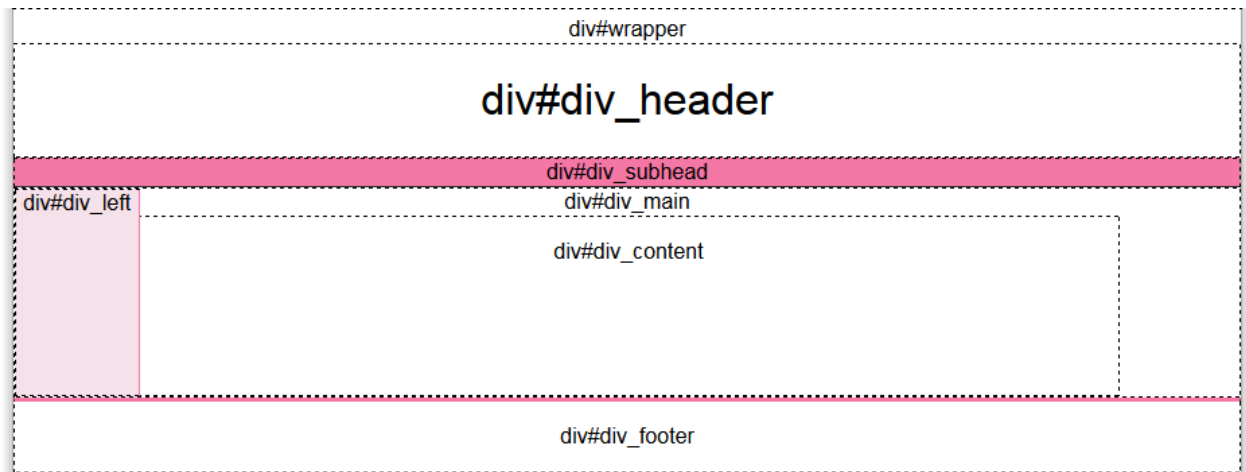 div#wrapper
div#div_header
div#div_subhead
div#div_left
div#div_main
div#div_content
div#div_footer